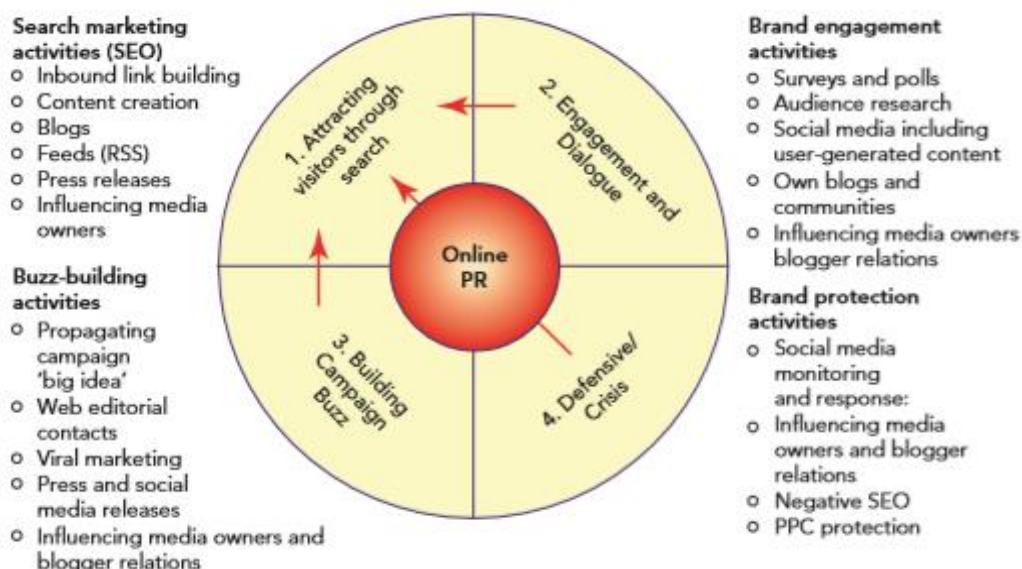 Search marketing
activities (SEO)
Inbound link building
Content creation
Blogs
Feeds (RSS)
Press releases
Influencing media
owners
Buzz-building
activities
Propagating
campaign
'big idea'
Web editorial
contacts
Viral marketing
Press and social
media releases
Influencing media owners and
blogger relations
1. Attracting
visitors through
search
2. Engagement and
Dialogue
Online
PR
3. Building
Campaign
Buzz
4. Defensive/
Crisis
Brand engagement
activities
Surveys and polls
Audience research
Social media including
user-generated content
Own blogs and
communities
Influencing media owners
blogger relations
Brand protection
activities
Social media
monitoring
and response:
Influencing media
owners and blogger
relations
Negative SEO
PPC protection